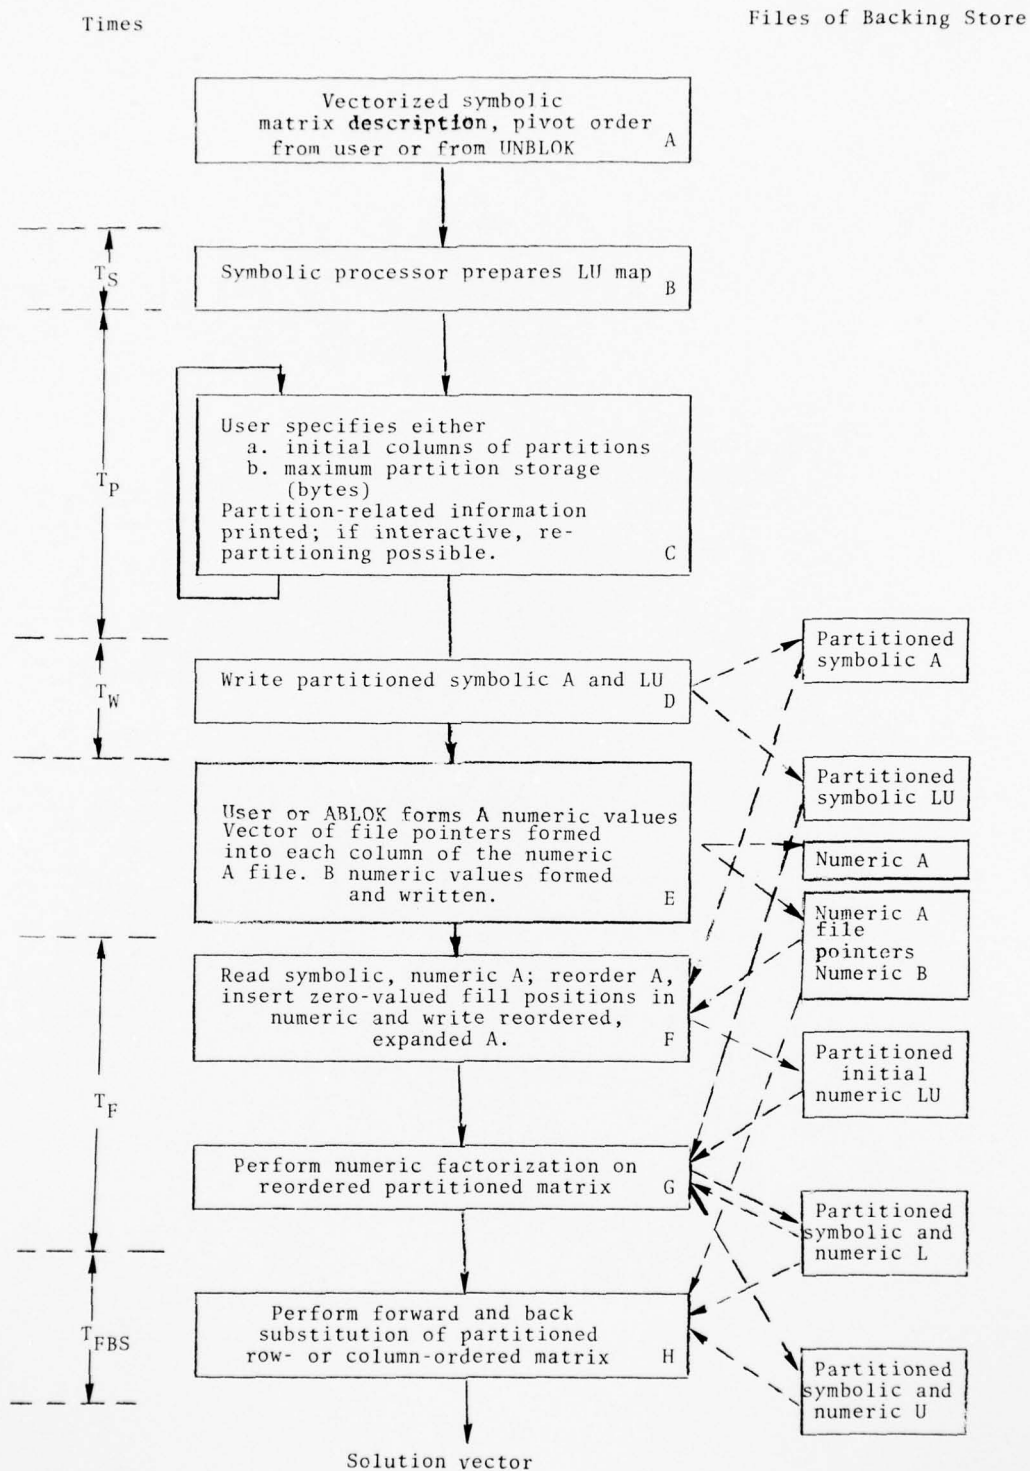 Times
Files of Backing Store
Vectorized symbolic
matrix description, pivot order
from user or from UNBLOK
A
Symbolic processor prepares LU map
B
T_S
User specifies either
a. initial columns of partitions
b. maximum partition storage
(bytes)
Partition-related information
printed; if interactive, re-
partitioning possible.
C
T_P
Write partitioned symbolic A and LU
D
T_W
Partitioned
symbolic A
Partitioned
symbolic LU
User or ABLOK forms A numeric values
Vector of file pointers formed
into each column of the numeric
A file. B numeric values formed
and written.
E
Numeric A
Numeric A
file
pointers
Numeric B
Read symbolic, numeric A; reorder A,
insert zero-valued fill positions in
numeric and write reordered,
expanded A.
F
Partitioned
initial
numeric LU
T_F
Perform numeric factorization on
reordered partitioned matrix
G
Partitioned
symbolic and
numeric L
Perform forward and back
substitution of partitioned
row- or column-ordered matrix
H
T_FBS
Partitioned
symbolic and
numeric U
Solution vector